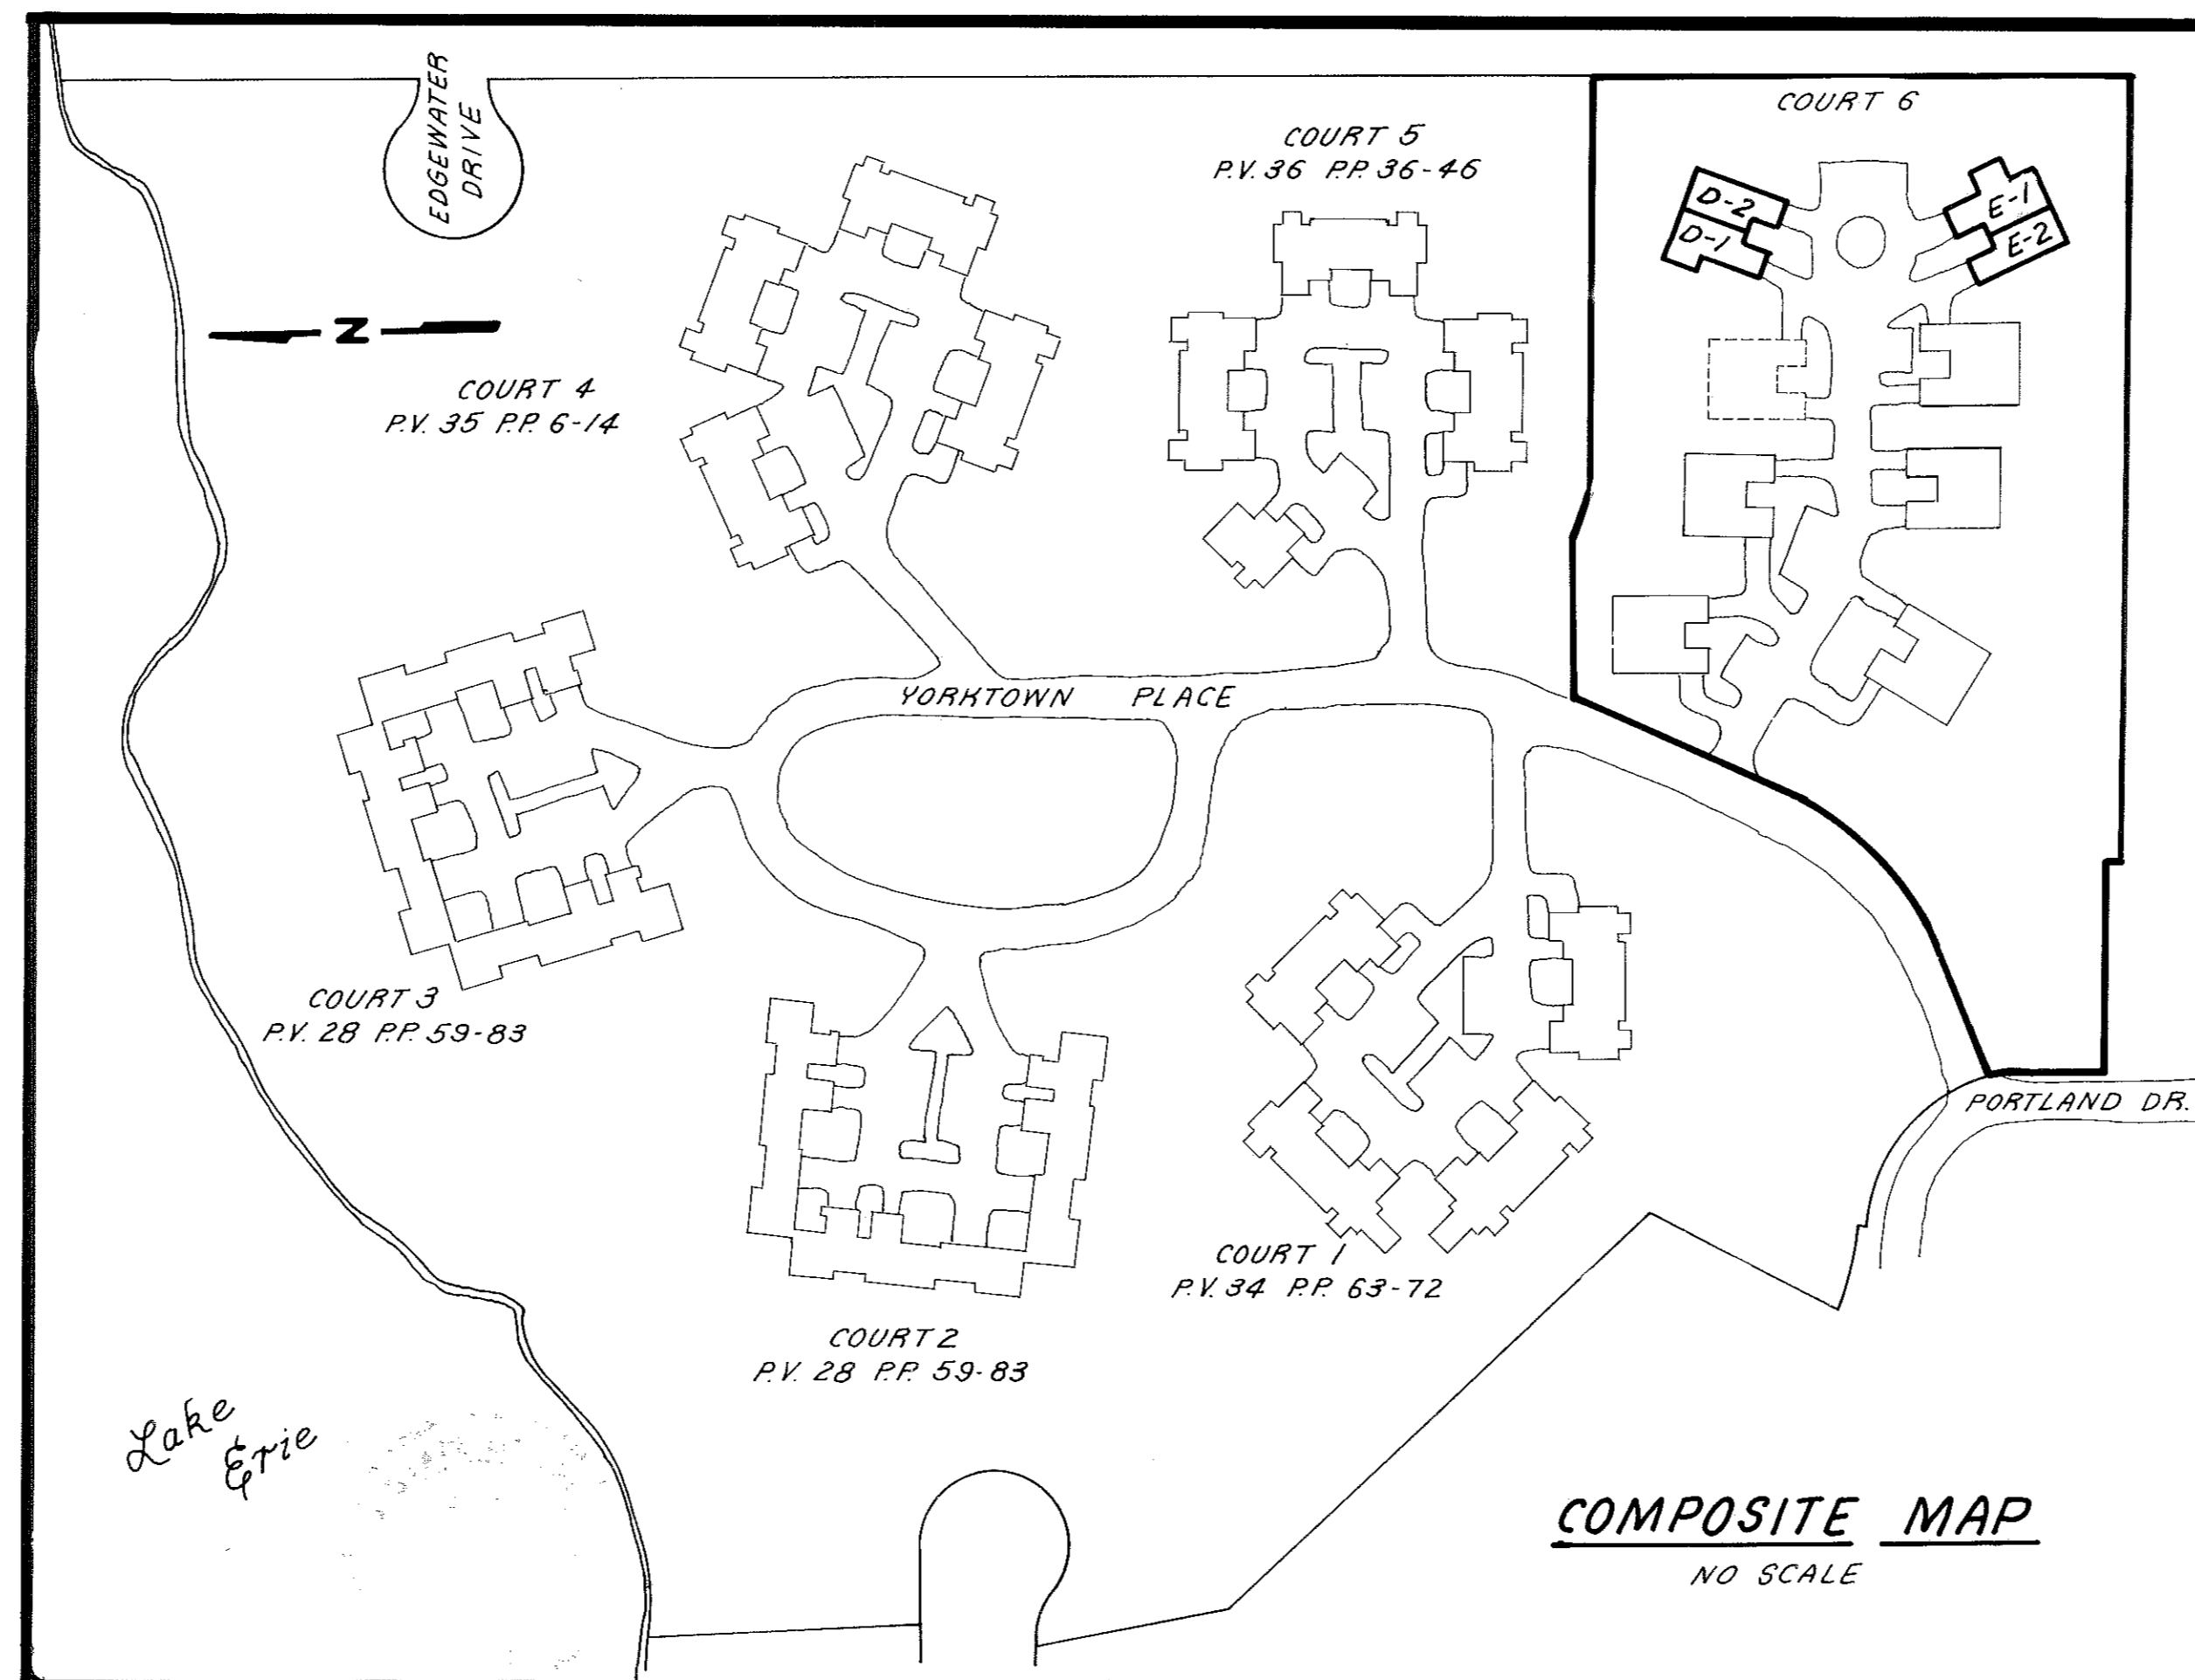 EDGEWATER
DRIVE
COURT 6
COURT 5
P.V. 36 P.P. 36-46
D-2
D-1
E-1
E-2
N
COURT 4
P.V. 35 P.P. 6-14
YORKTOWN PLACE
COURT 3
P.V. 28 P.P. 59-83
PORTLAND DR.
COURT 1
P.V. 34 P.P. 63-72
COURT 2
P.V. 28 P.P. 59-83
Lake
Erie
COMPOSITE MAP
NO SCALE